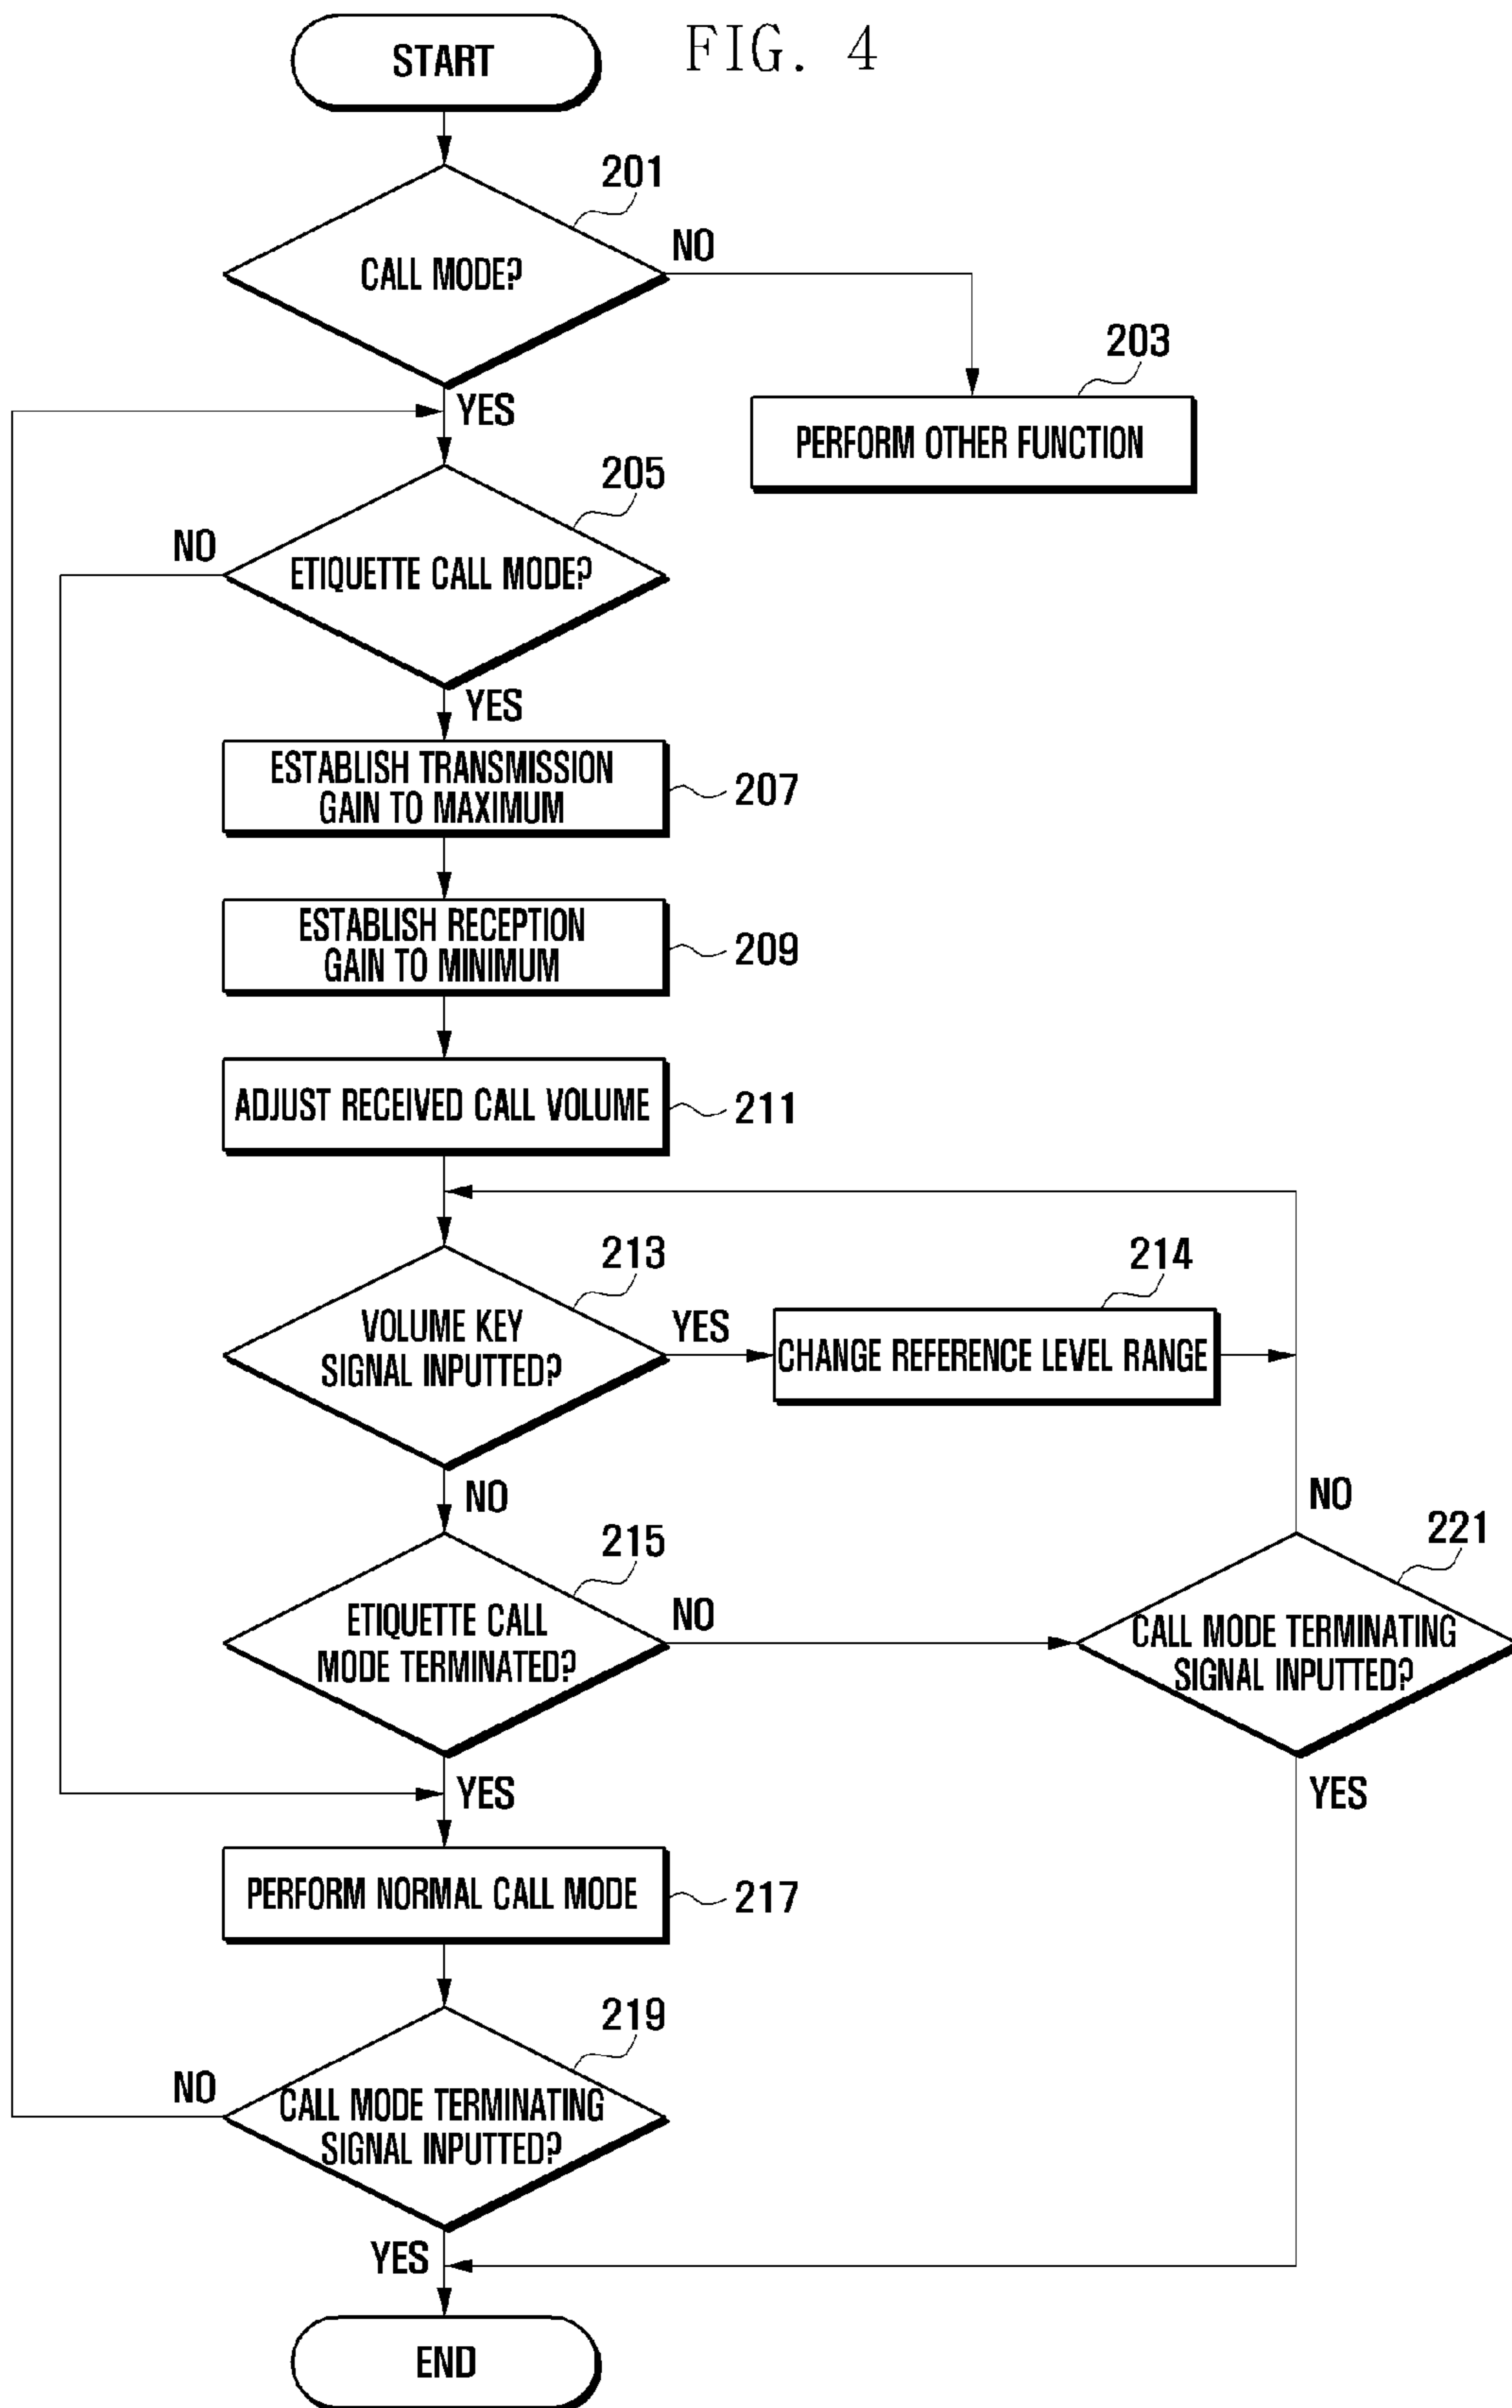 START
FIG. 4
201
CALL MODE?
NO
203
YES
PERFORM OTHER FUNCTION
205
NO
ETIQUETTE CALL MODE?
YES
ESTABLISH TRANSMISSION
GAIN TO MAXIMUM
207
ESTABLISH RECEPTION
GAIN TO MINIMUM
209
ADJUST RECEIVED CALL VOLUME
211
213
214
VOLUME KEY
SIGNAL INPUTTED?
YES
CHANGE REFERENCE LEVEL RANGE
NO
NO
215
221
ETIQUETTE CALL
MODE TERMINATED?
NO
CALL MODE TERMINATING
SIGNAL INPUTTED?
YES
YES
PERFORM NORMAL CALL MODE
217
219
NO
CALL MODE TERMINATING
SIGNAL INPUTTED?
YES
END